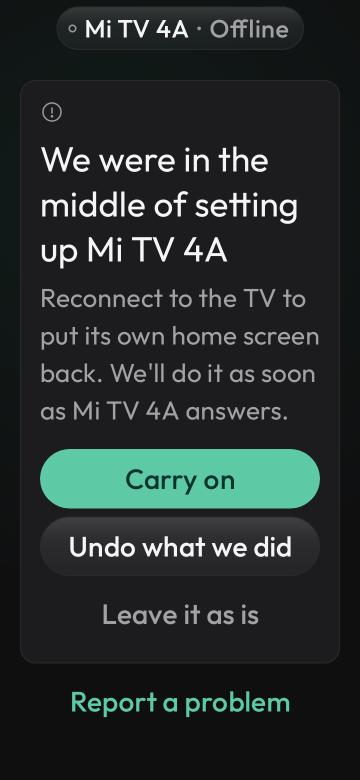 Mi TV 4A · Offline
We were in the
middle of setting
up Mi TV 4A
Reconnect to the TV to
put its own home screen
back. We'll do it as soon
as Mi TV 4A answers.
Carry on
Undo what we did
Leave it as is
Report a problem